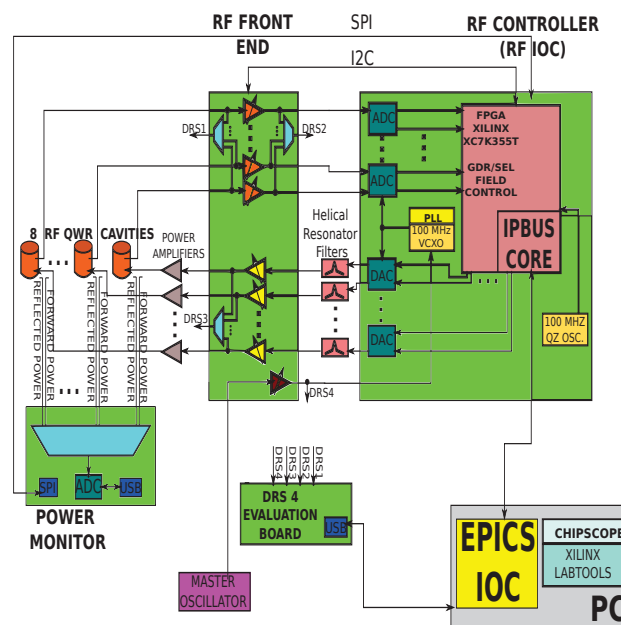 RF FRONT
END
SPI
RF CONTROLLER
(RF IOC)
I2C
DRS1
DRS2
ADC
FPGA
XILINX
XC7K355T
ADC
GDR/SEL
FIELD
CONTROL
8 RF QWR CAVITIES
POWER
AMPLIFIERS
Helical
Resonator
Filters
PLL
100 MHz
VCXO
IPBUS
CORE
DAC
DRS3
DAC
100 MHZ
QZ OSC.
DRS4
FORWARD POWER
REFLECTED POWER
FORWARD POWER
REFLECTED POWER
FORWARD POWER
REFLECTED POWER
SPI
ADC
USB
POWER
MONITOR
DRS4
DRS3
DRS2
DRS1
DRS 4
EVALUATION
BOARD
USB
MASTER
OSCILLATOR
EPICS
IOC
CHIPSCOPE
XILINX
LABTOOLS
PC